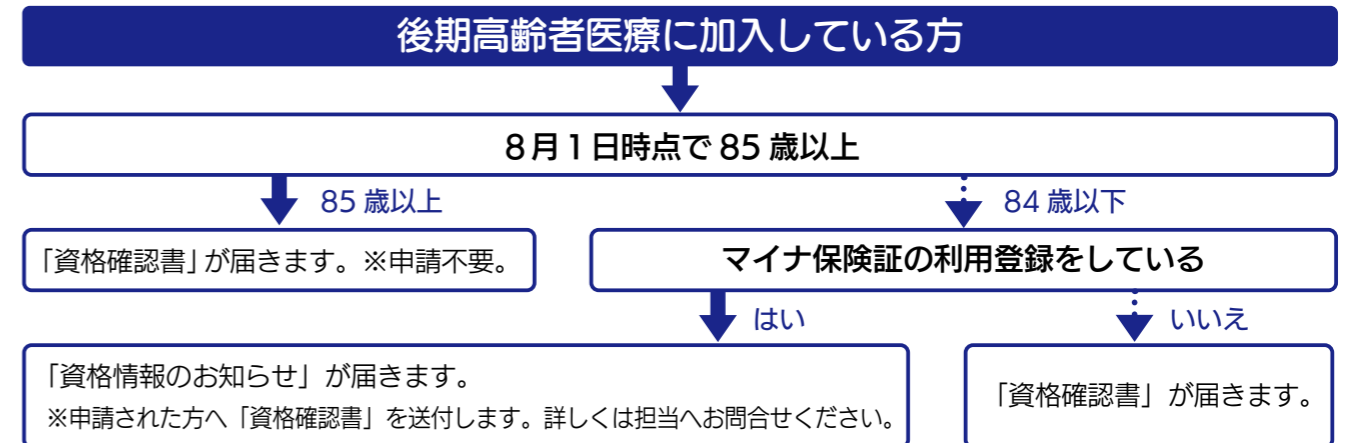 後期高齢者医療に加入している方
8月1日時点で 85 歳以上
85 歳以上
84 歳以下
「資格確認書」が届きます。※申請不要。
マイナ保険証の利用登録をしている
はい
いいえ
「資格情報のお知らせ」が届きます。
※申請された方へ「資格確認書」を送付します。詳しくは担当へお問合せください。
「資格確認書」が届きます。